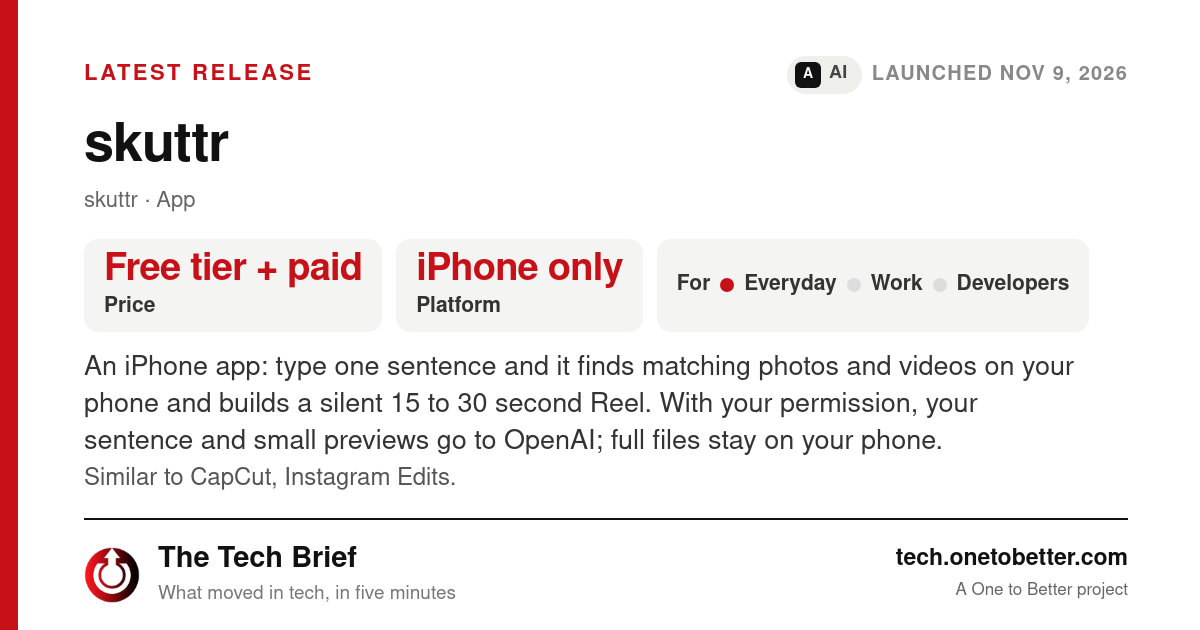 LATEST RELEASE
A AI LAUNCHED NOV 9, 2026
skuttr
skuttr · App
Free tier + paid
Price
iPhone only
Platform
For Everyday Work Developers
An iPhone app: type one sentence and it finds matching photos and videos on your
phone and builds a silent 15 to 30 second Reel. With your permission, your
sentence and small previews go to OpenAI; full files stay on your phone.
Similar to CapCut, Instagram Edits.
The Tech Brief
What moved in tech, in five minutes
tech.onetobetter.com
A One to Better project